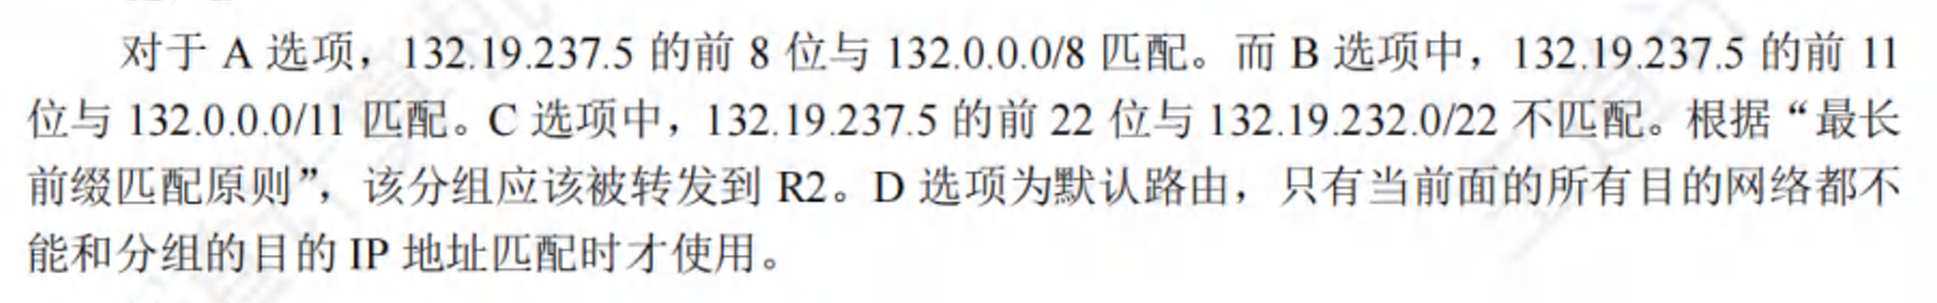 对于 A 选项，132.19.237.5 的前 8 位与 132.0.0.0/8 匹配。而 B 选项中，132.19.237.5 的前 11
位与 132.0.0.0/11 匹配。C 选项中，132.19.237.5 的前 22 位与 132.19.232.0/22 不匹配。根据“最长
前缀匹配原则”，该分组应该被转发到 R2。D 选项为默认路由，只有当前面的所有目的网络都不
能和分组的目的 IP 地址匹配时才使用。